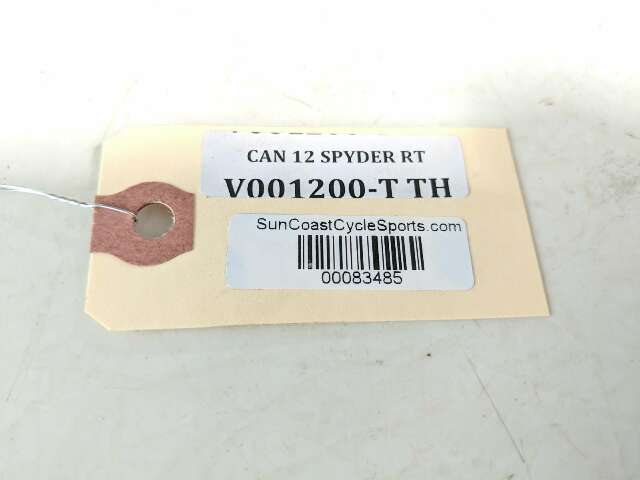 CAN 12 SPYDER RT
V001200-T TH
SunCoastCycleSports.com
00083485